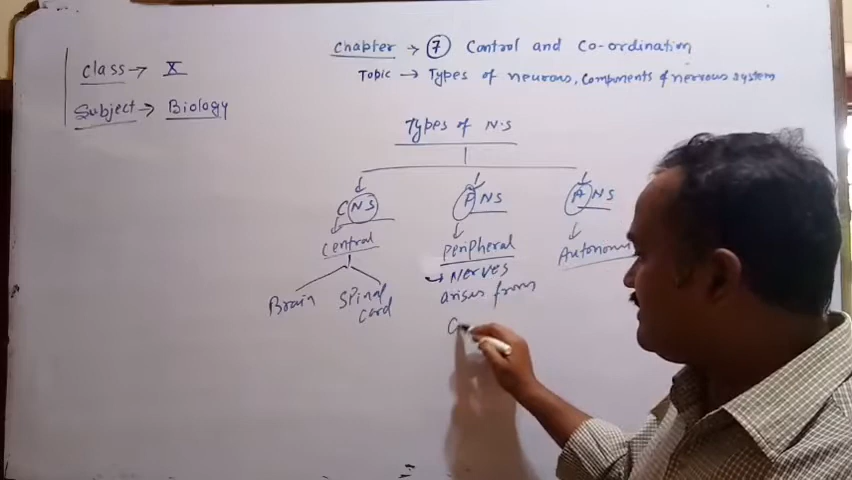 Chapter → 7 Control and Co-ordination
Class → X
Topic → Types of neurons, Components of nervous system
Subject → Biology
Types of N.S
CNS PNS ANS
Central Peripheral Autonomous
→ Nerves
Brain Spinal Cord
arises from
C